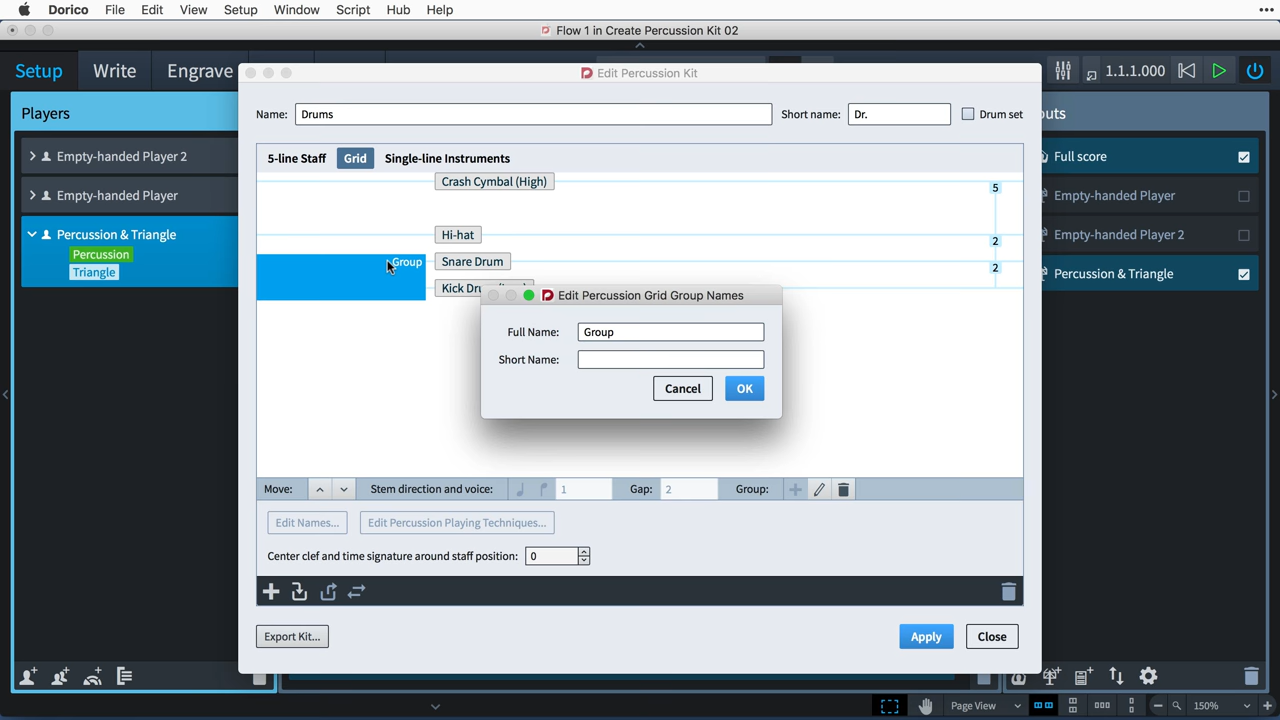 Dorico File Edit View Setup Window Script Hub Help
Flow 1 in Create Percussion Kit 02
Setup Write Engrave
1.1.1.000
Edit Percussion Kit
Players
Empty-handed Player 2
Empty-handed Player
Percussion & Triangle
Percussion
Triangle
Name: Drums Short name: Dr. Drum set
5-line Staff Grid Single-line Instruments
Crash Cymbal (High)
5
Hi-hat
2
Group Snare Drum
2
Kick Dru
Edit Percussion Grid Group Names
Full Name: Group
Short Name:
Cancel OK
Move: Stem direction and voice: 1 Gap: 2 Group:
Edit Names... Edit Percussion Playing Techniques...
Center clef and time signature around staff position: 0
Export Kit... Apply Close
outs
Full score
Empty-handed Player
Empty-handed Player 2
Percussion & Triangle
Page View 150%